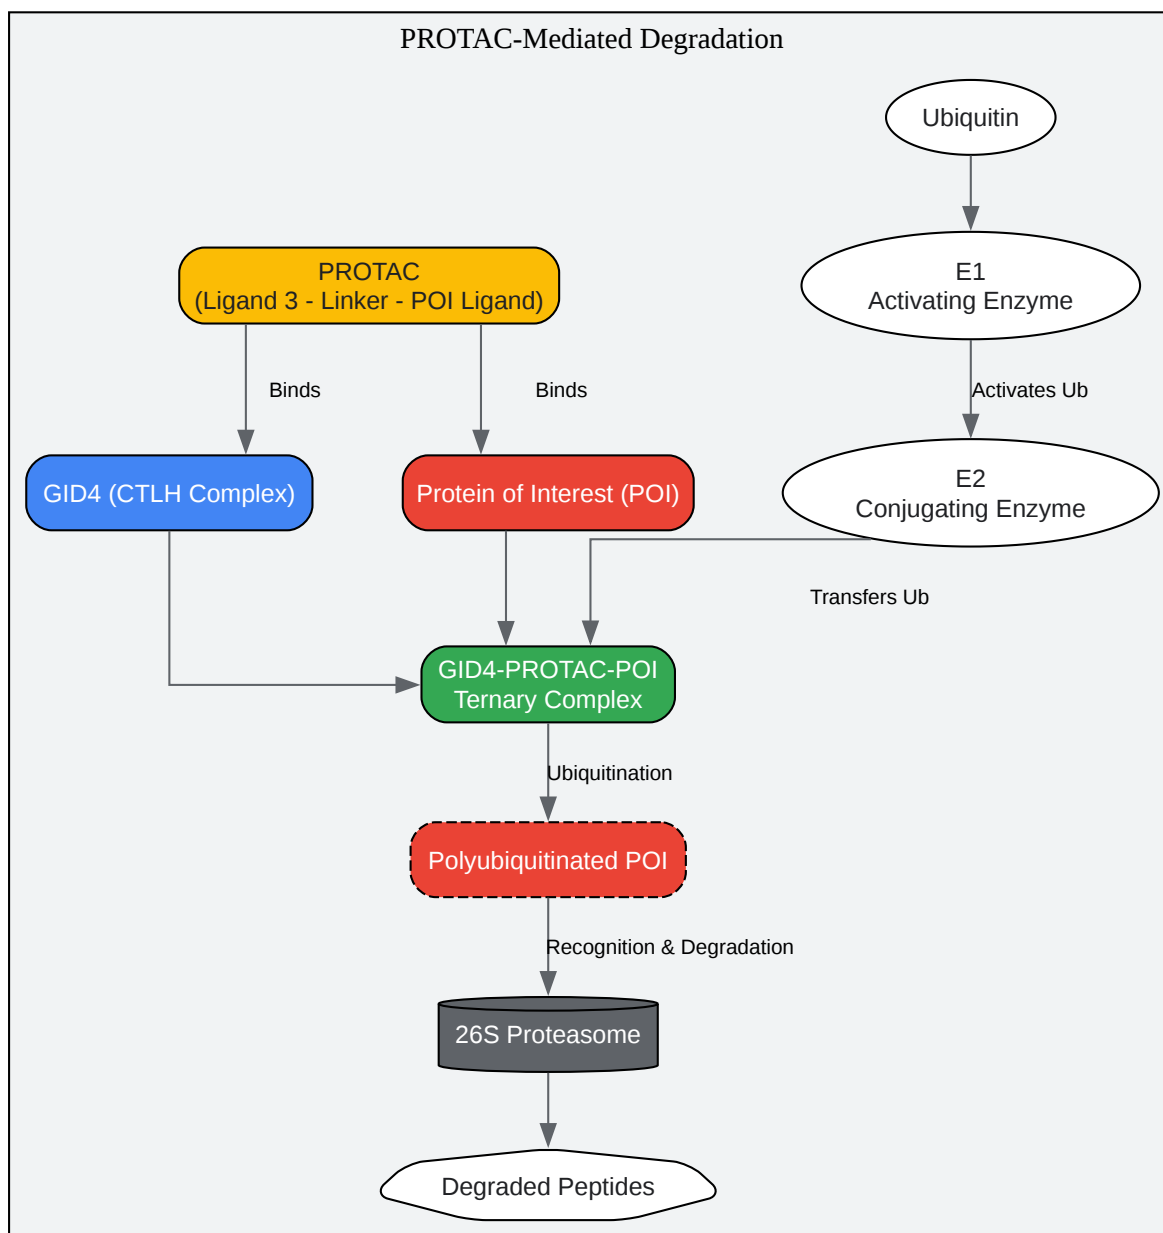 PROTAC-Mediated Degradation
Ubiquitin
PROTAC
(Ligand 3 - Linker - POI Ligand)
E1
Activating Enzyme
Binds
Binds
Activates Ub
GID4 (CTLH Complex)
Protein of Interest (POI)
E2
Conjugating Enzyme
Transfers Ub
GID4-PROTAC-POI
Ternary Complex
Ubiquitination
Polyubiquitinated POI
Recognition & Degradation
26S Proteasome
Degraded Peptides